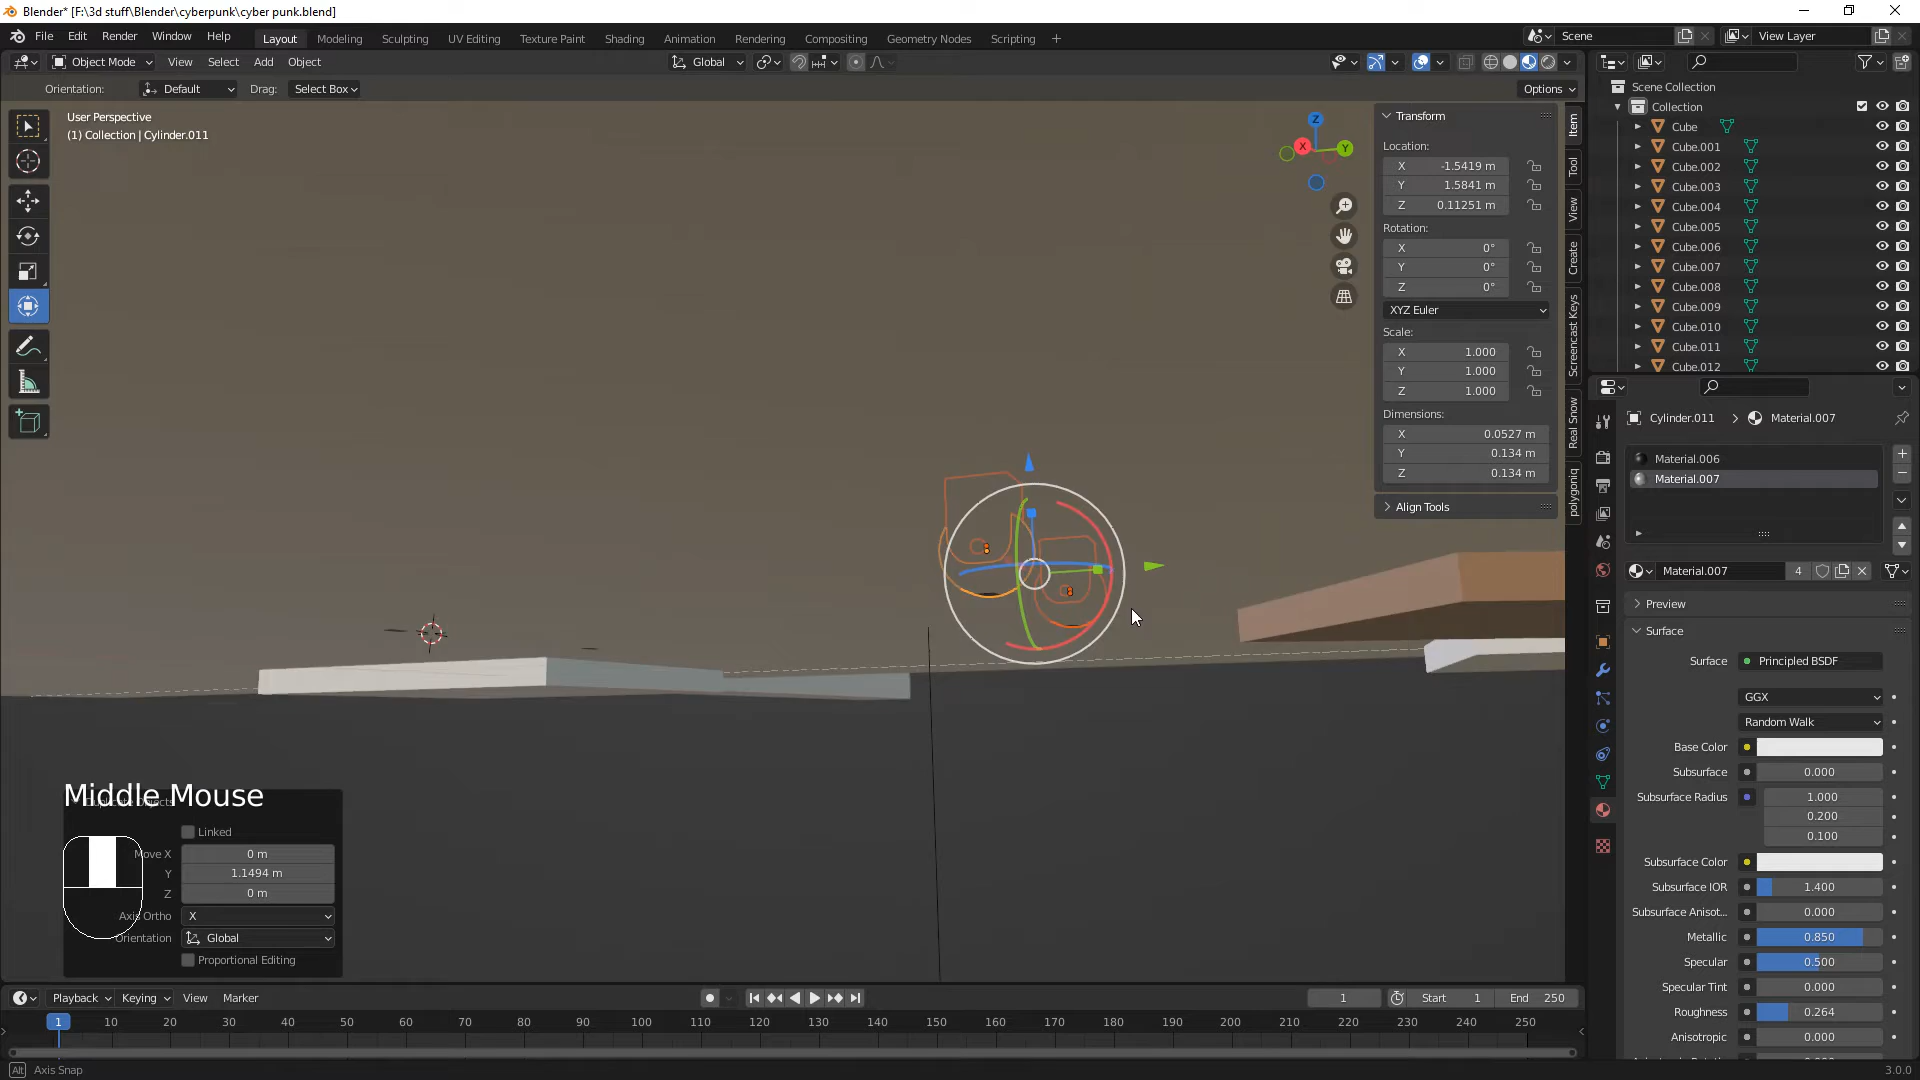 Blender* [F:\3d stuff\Blender\cyberpunk\cyber punk.blend]
File Edit Render Window Help Layout Modeling Sculpting UV Editing Texture Paint Shading Animation Rendering Compositing Geometry Nodes Scripting + Scene View Layer
Object Mode View Select Add Object Global
Orientation: Default Drag: Select Box Options
User Perspective
(1) Collection | Cylinder.011
Z
X
Y
Transform
Location:
X -1.5419 m
Y 1.5841 m
Z 0.11251 m
Rotation:
X 0°
Y 0°
Z 0°
XYZ Euler
Scale:
X 1.000
Y 1.000
Z 1.000
Dimensions:
X 0.0527 m
Y 0.134 m
Z 0.134 m
Align Tools
Item
Tool
View
Create
Screencast Keys
Real Snow
polygoniq
Scene Collection
Collection
Cube
Cube.001
Cube.002
Cube.003
Cube.004
Cube.005
Cube.006
Cube.007
Cube.008
Cube.009
Cube.010
Cube.011
Cube.012
Cylinder.011 > Material.007
Material.006
Material.007
Material.007 4
Preview
Surface
Surface Principled BSDF
GGX
Random Walk
Base Color
Subsurface 0.000
Subsurface Radius 1.000
0.200
0.100
Subsurface Color
Subsurface IOR 1.400
Subsurface Anisot... 0.000
Metallic 0.850
Specular 0.500
Specular Tint 0.000
Roughness 0.264
Anisotropic 0.000
Middle Mouse
Linked
Move X 0 m
Y 1.1494 m
Z 0 m
Axis Ortho X
Orientation Global
Proportional Editing
Playback Keying View Marker 1 Start 1 End 250
1 10 20 30 40 50 60 70 80 90 100 110 120 130 140 150 160 170 180 190 200 210 220 230 240 250
Alt Axis Snap 3.0.0